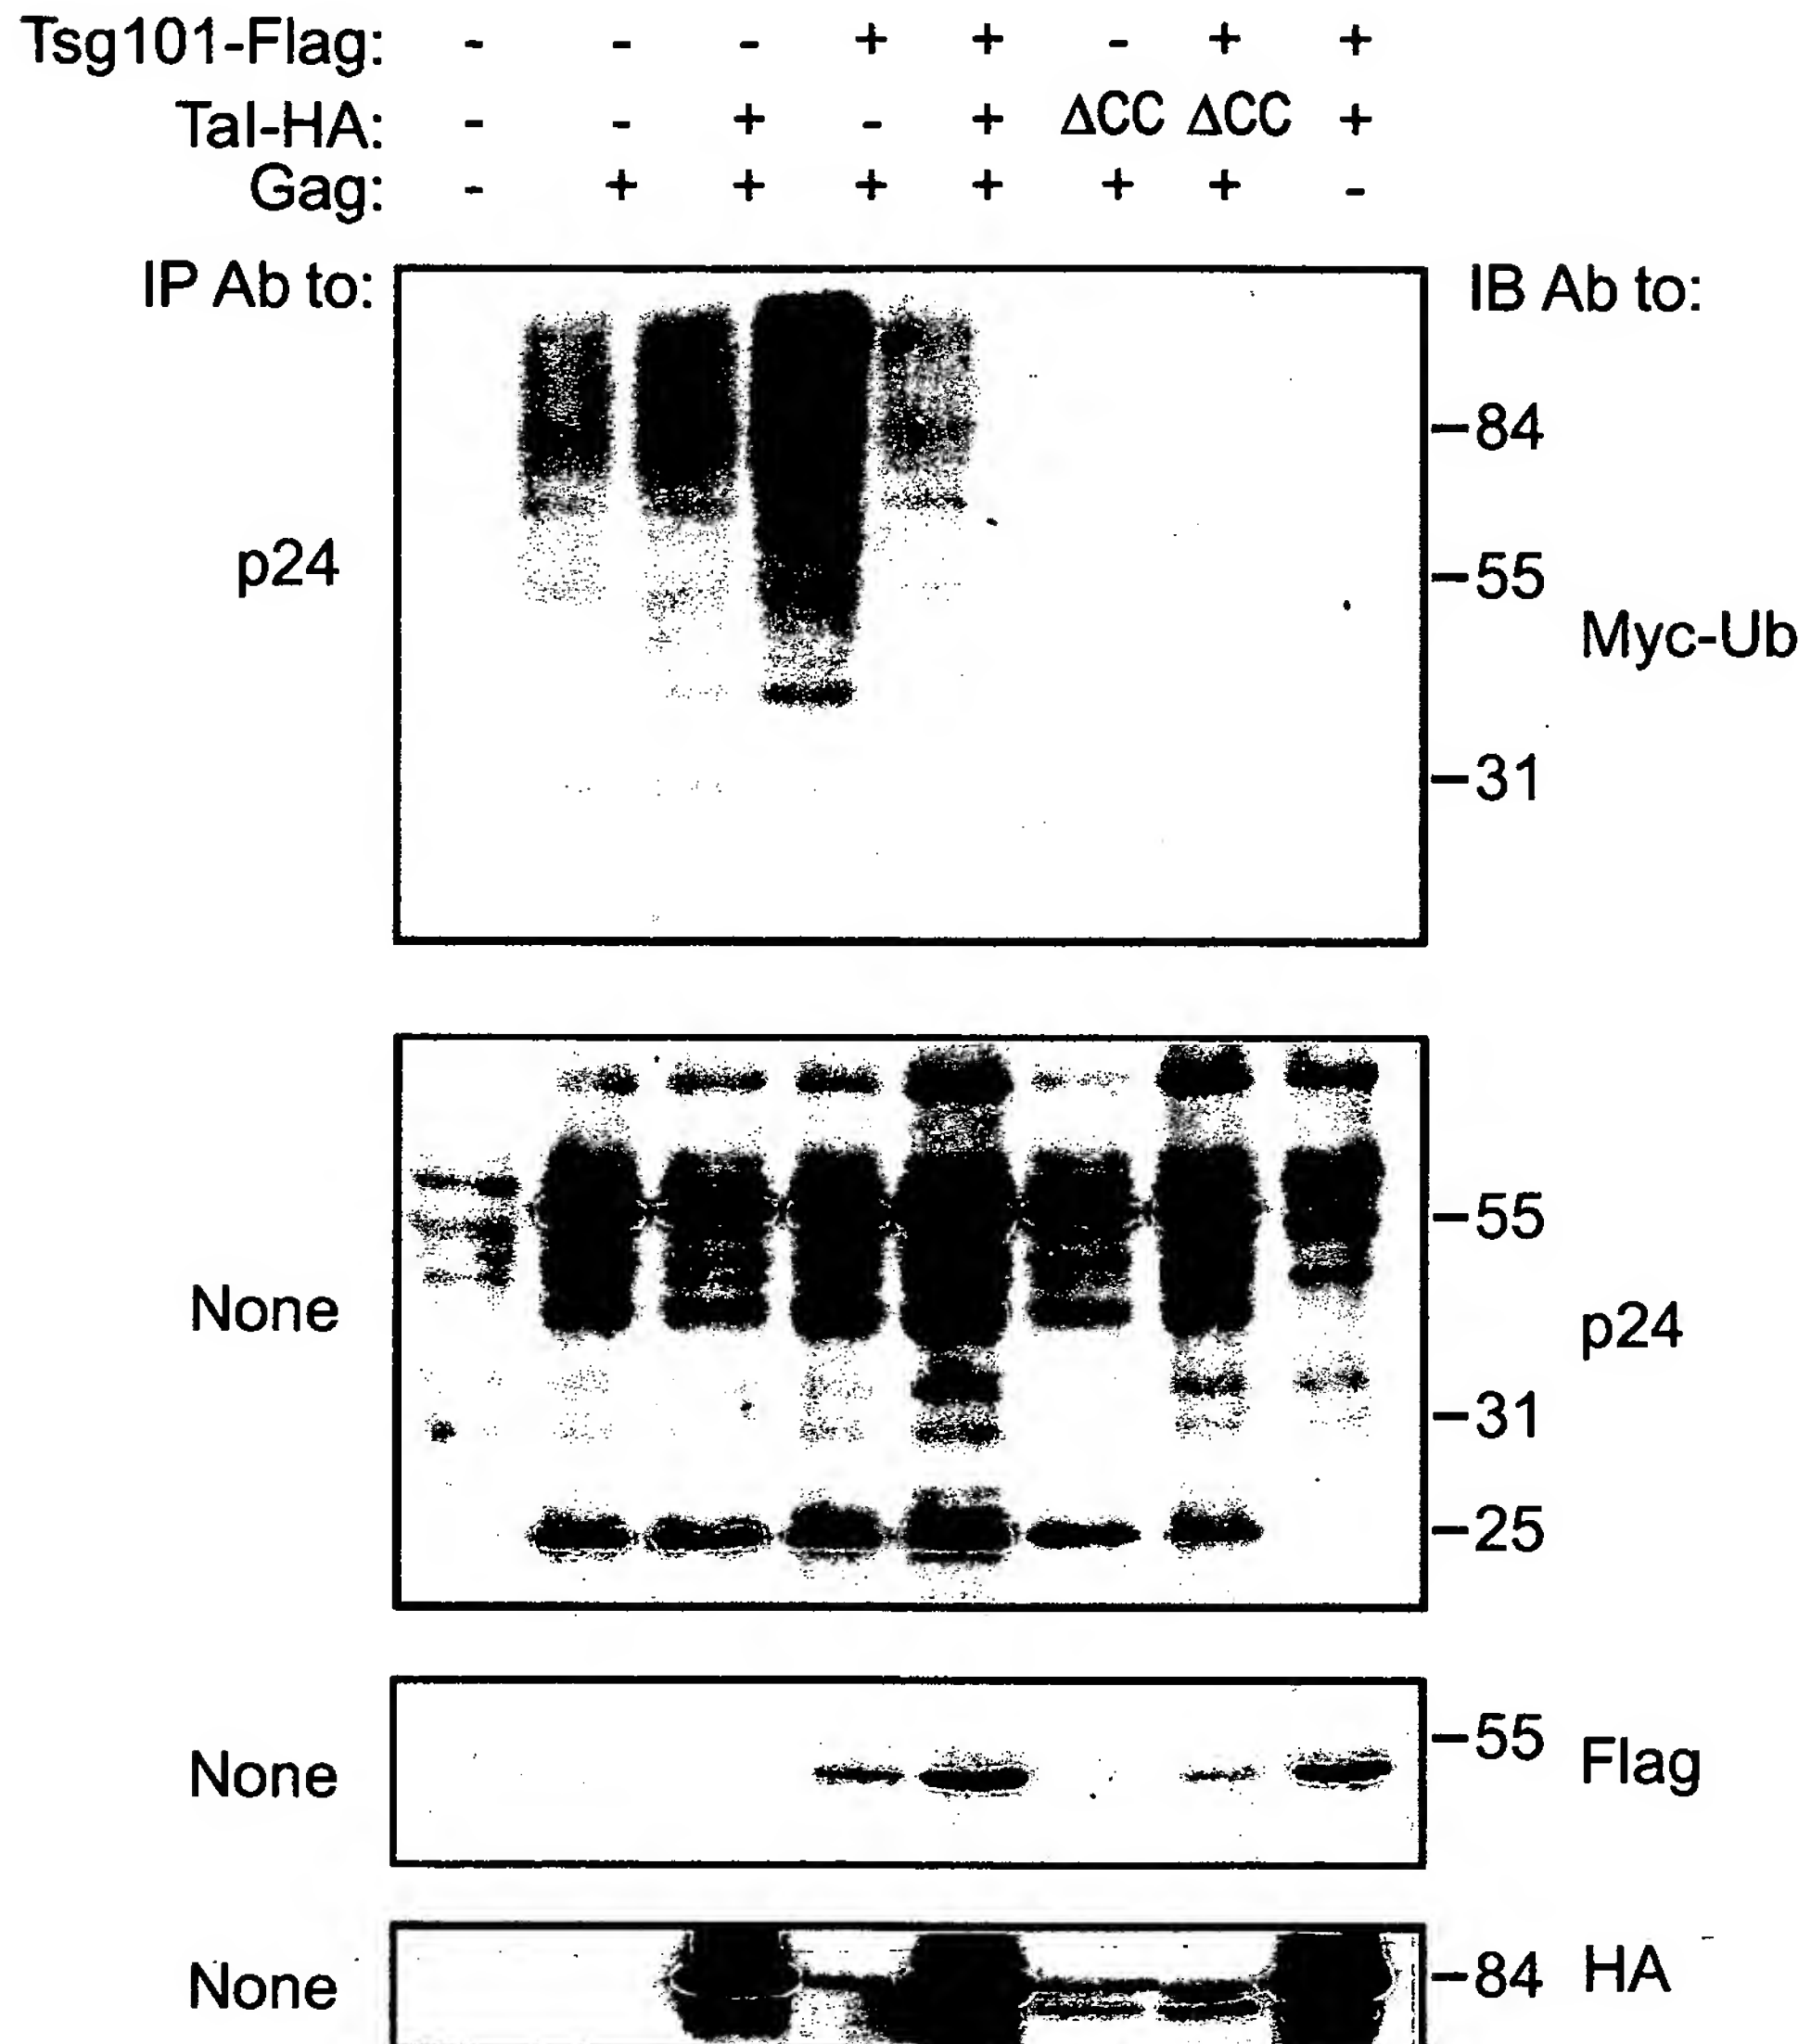 Tsg101-Flag: - - - + + - + +
Tal-HA: - - + - + ΔCC ΔCC +
Gag: - + + + + + + -
IP Ab to: IB Ab to:
-84
p24
-55
Myc-Ub
-31
-55
None p24
-31
-25
-55
None Flag
None -84 HA